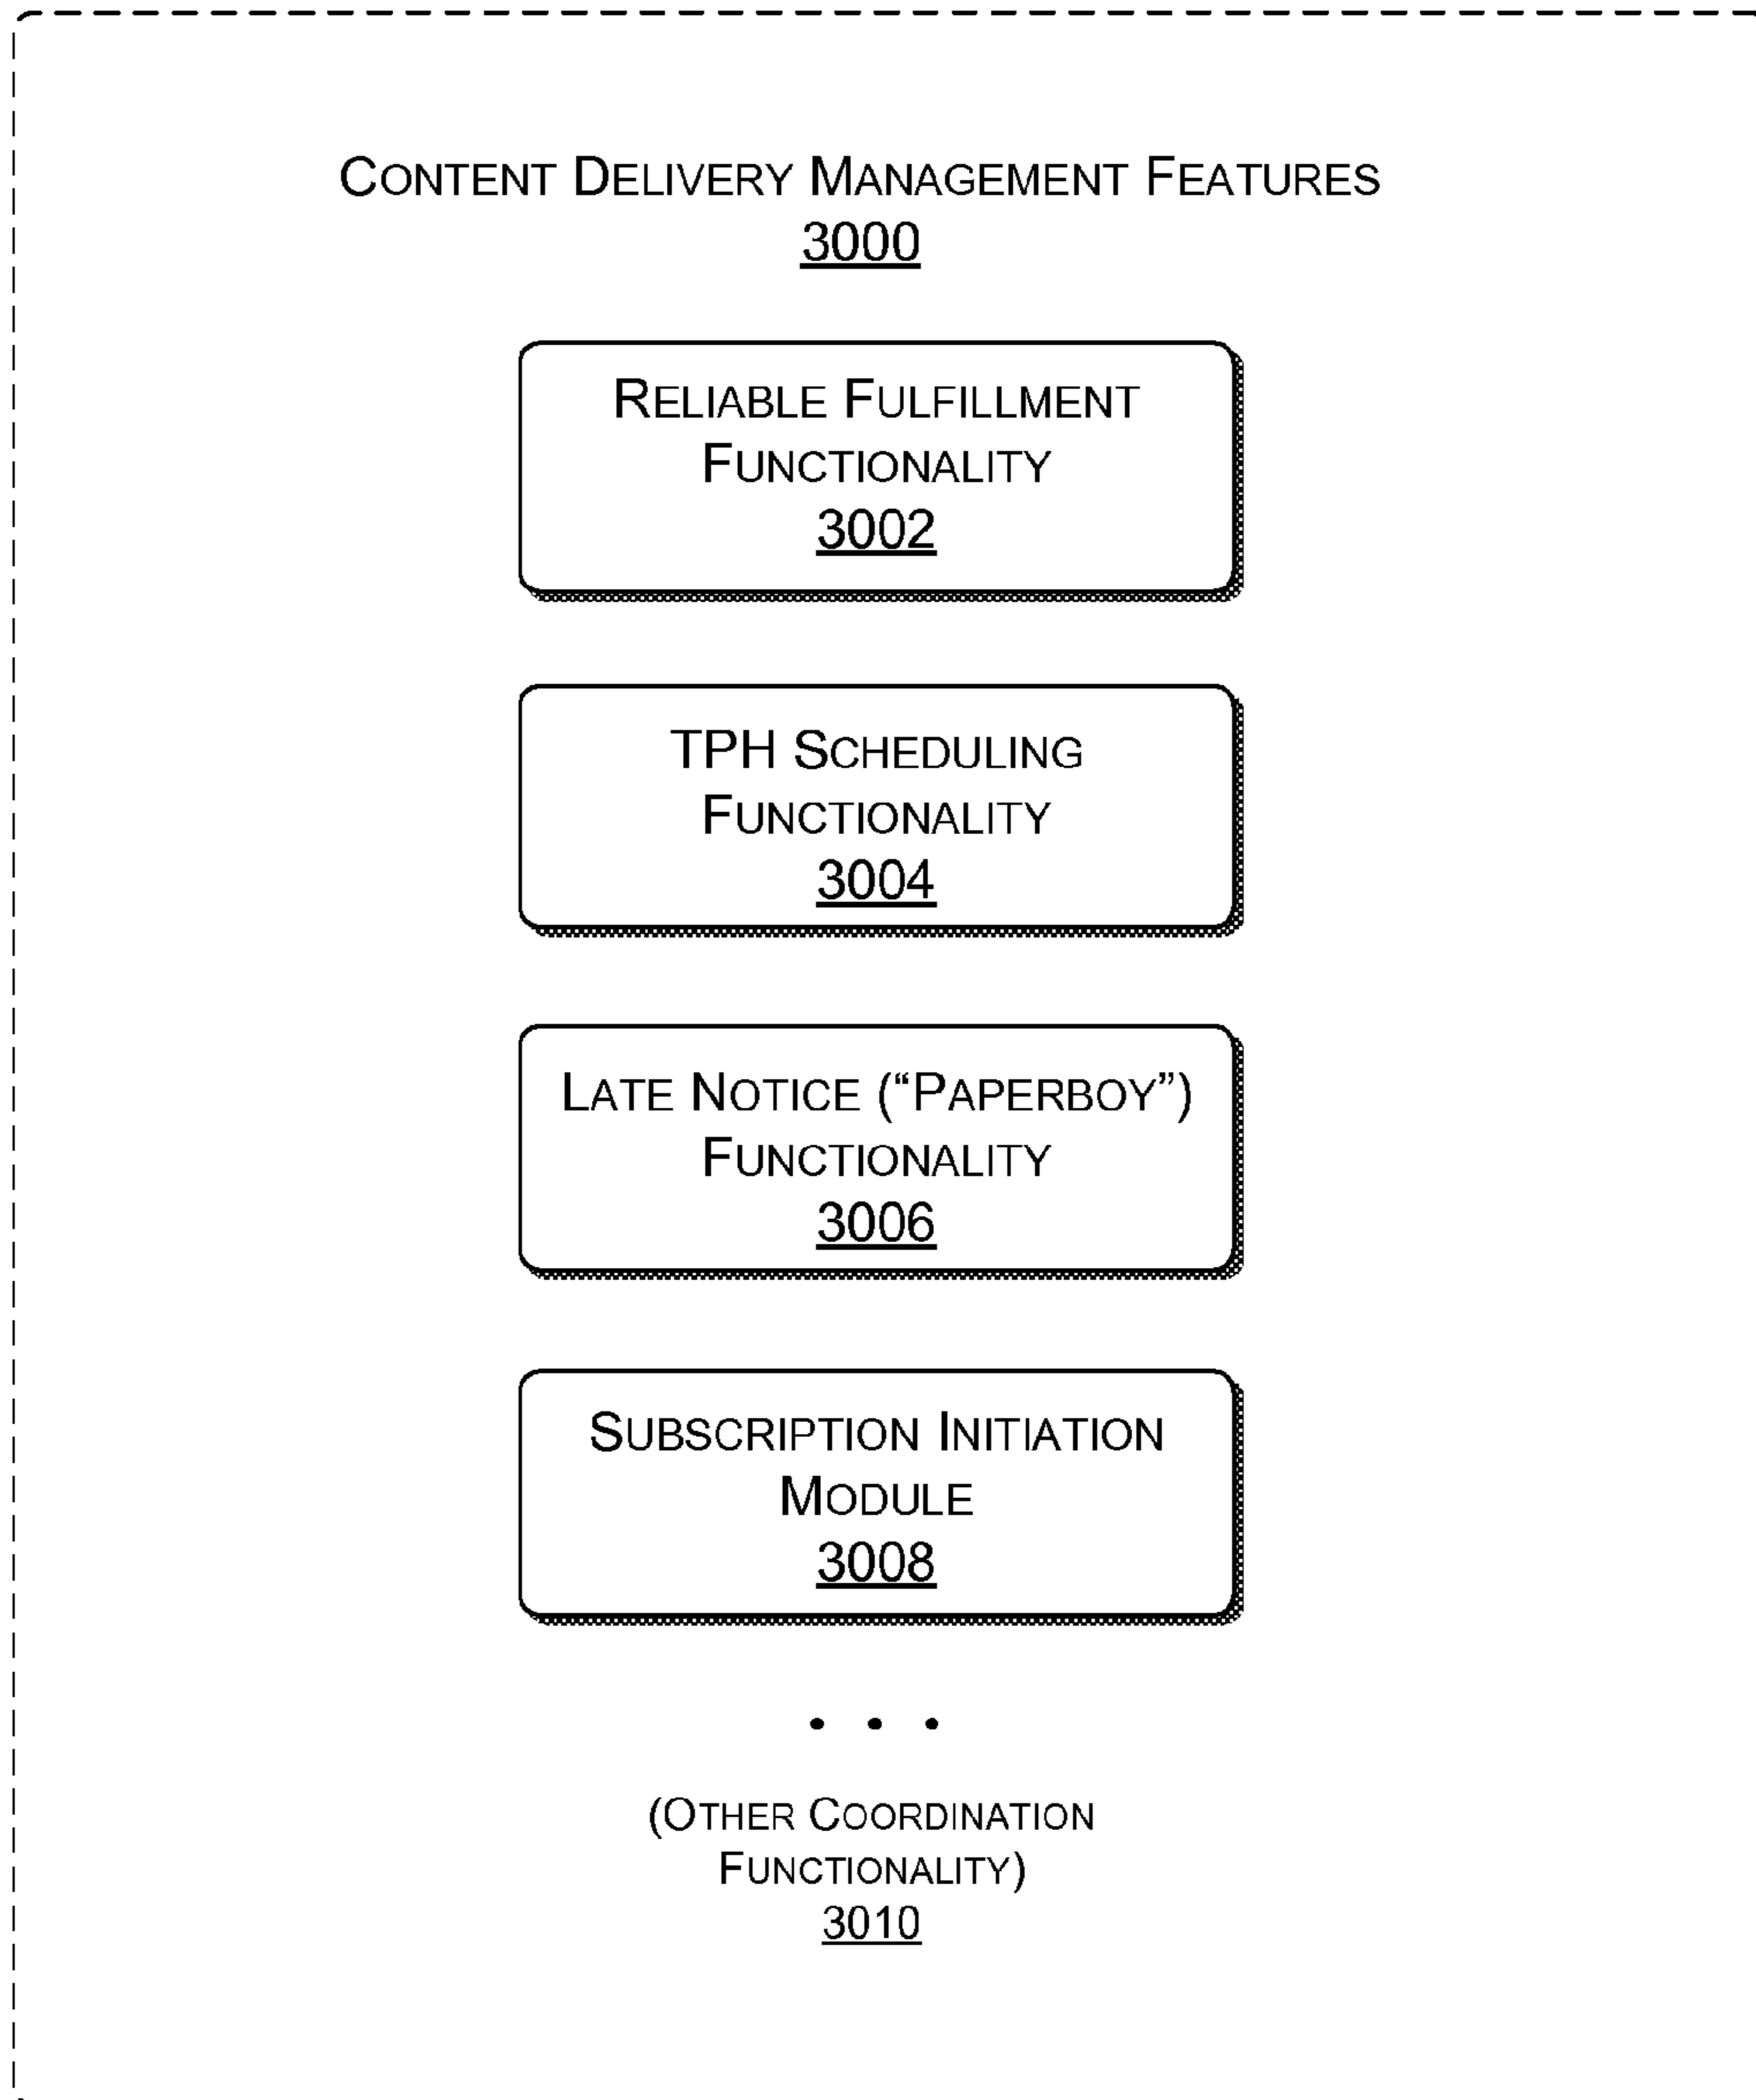 CONTENT DELIVERY MANAGEMENT FEATURES
3000
RELIABLE FULFILLMENT
FUNCTIONALITY
3002
TPH SCHEDULING
FUNCTIONALITY
3004
LATE NOTICE (“PAPERBOY”)
FUNCTIONALITY
3006
SUBSCRIPTION INITIATION
MODULE
3008
. . .
(OTHER COORDINATION
FUNCTIONALITY)
3010